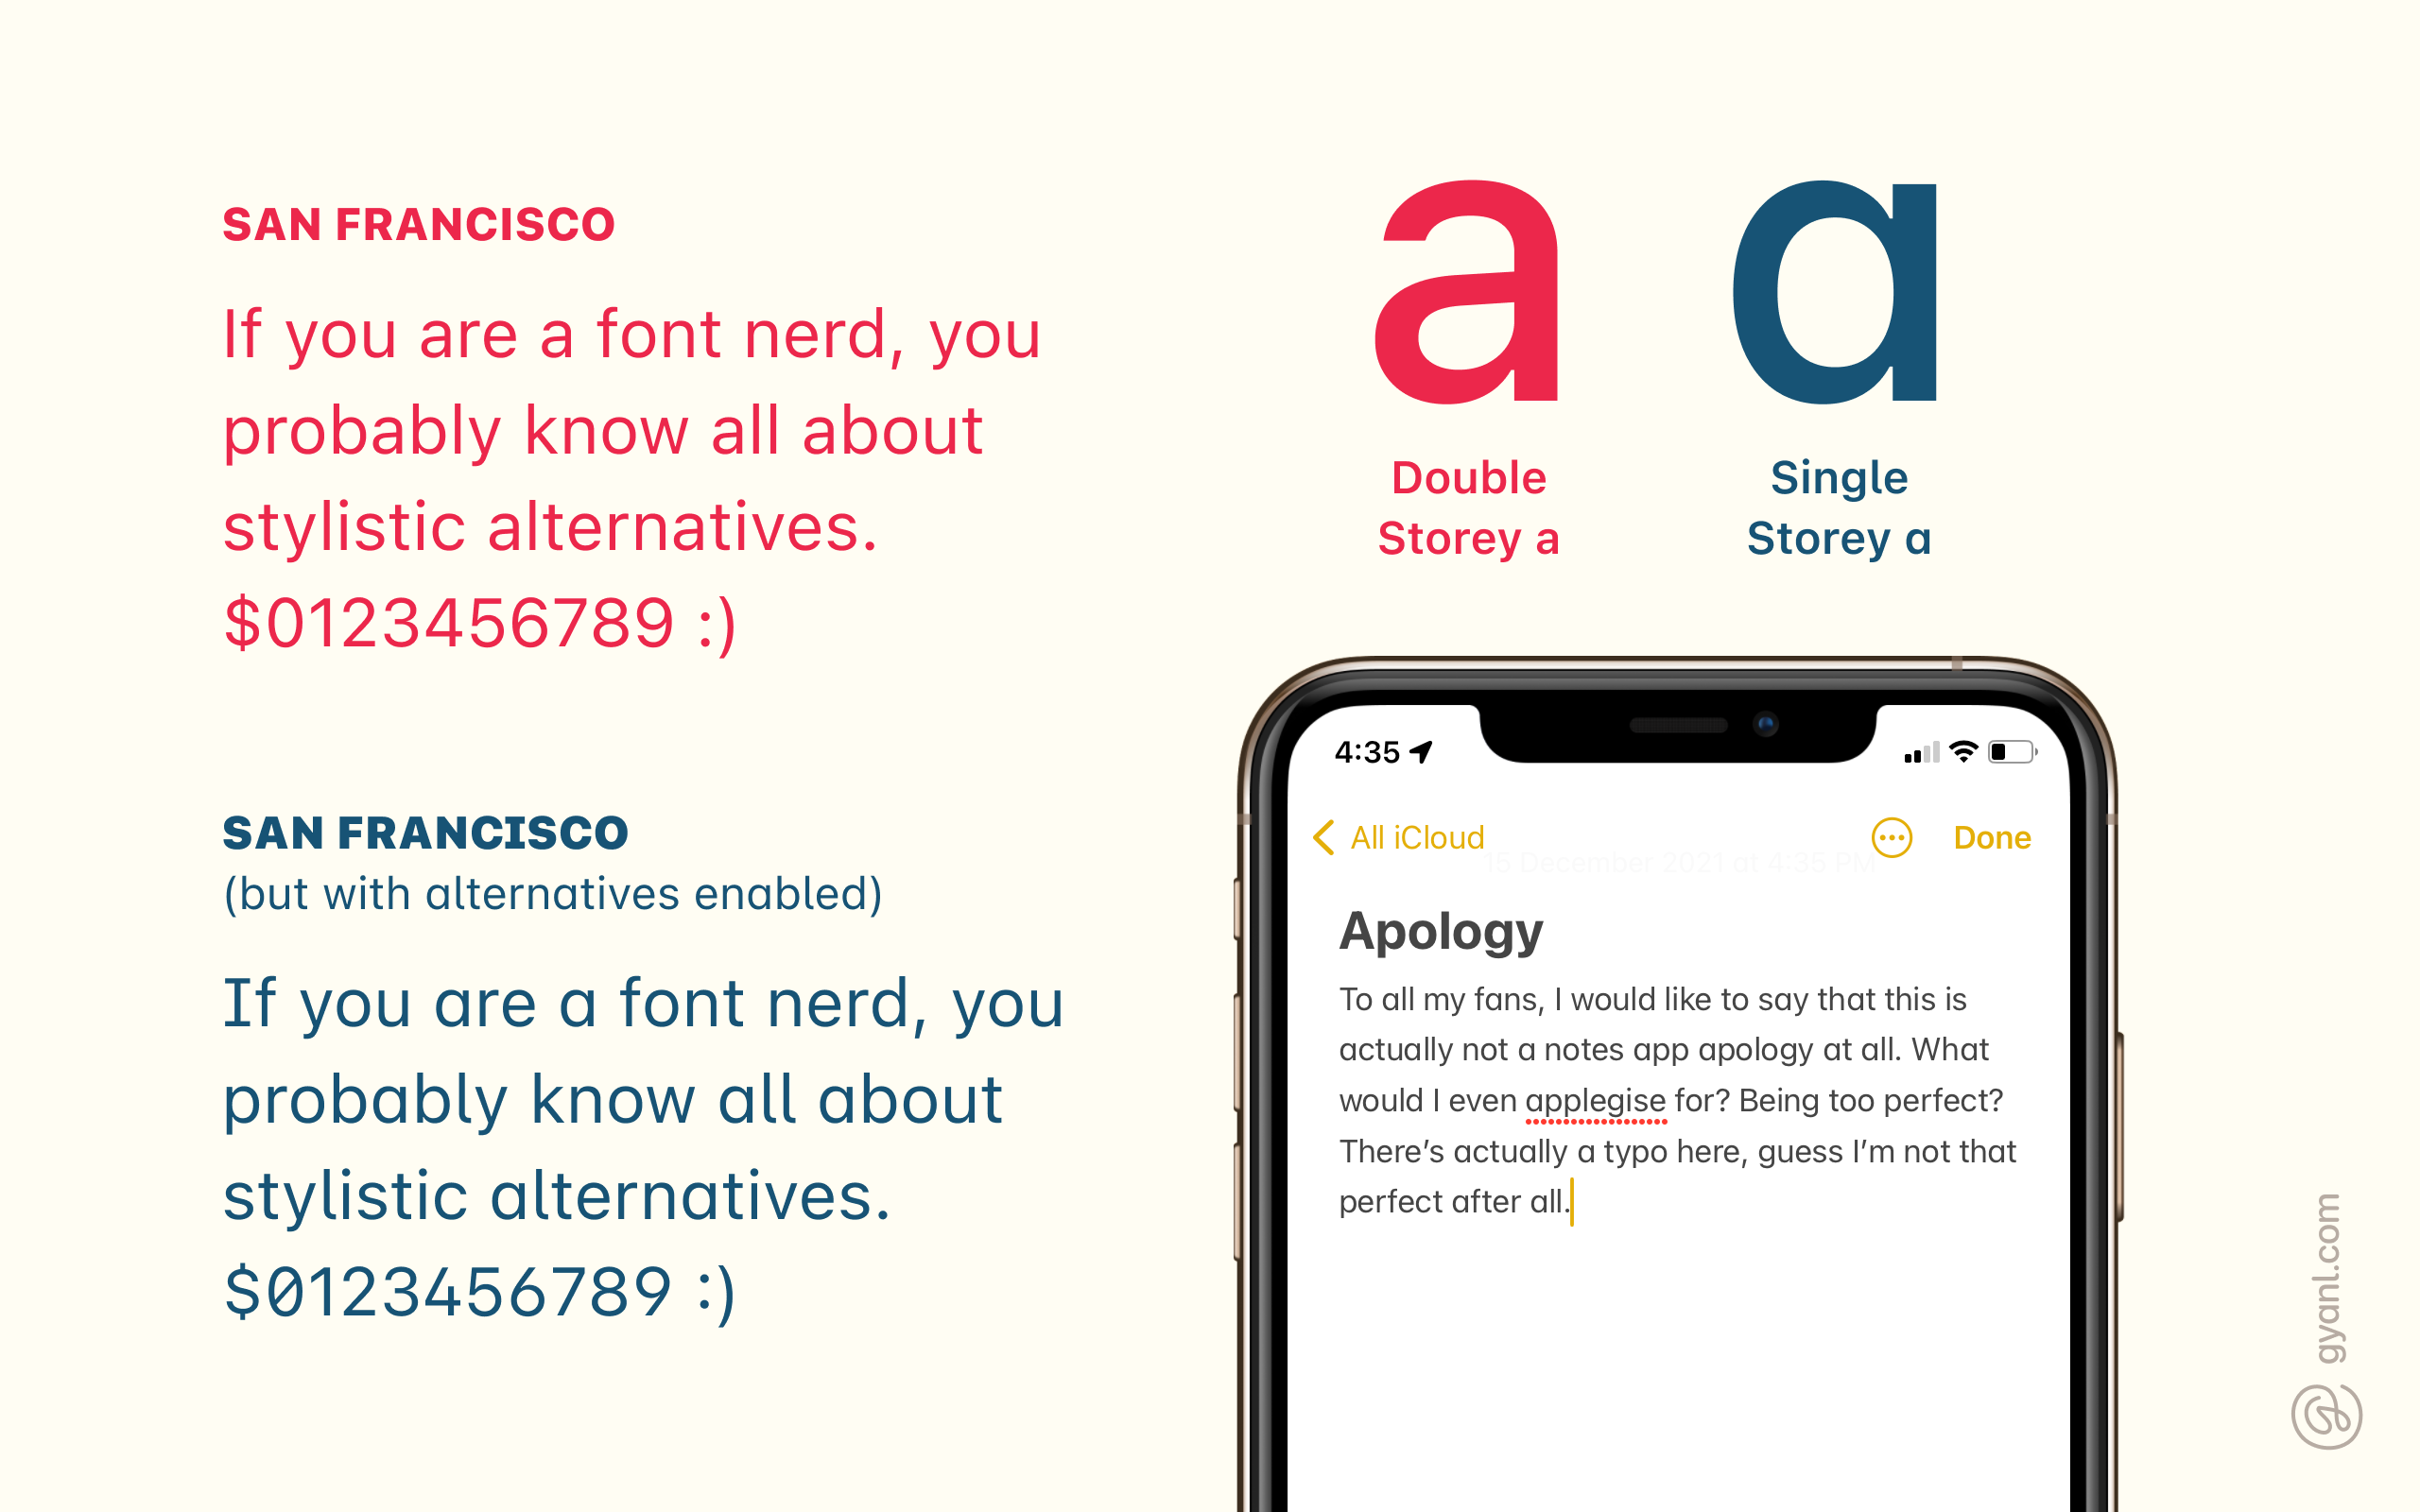 SAN FRANCISCO
If you are a font nerd, you
probably know all about
stylistic alternatives.
$0123456789 :)
SAN FRANCISCO
(but with alternatives enabled)
If you are a font nerd, you
probably know all about
stylistic alternatives.
$0123456789 :)
a
Double
Storey a
a
Single
Storey a
4:35
All iCloud
Done
15 December 2021 at 4:35 PM
Apology
To all my fans, I would like to say that this is
actually not a notes app apology at all. What
would I even applegise for? Being too perfect?
There’s actually a typo here, guess I’m not that
perfect after all.
gyanl.com